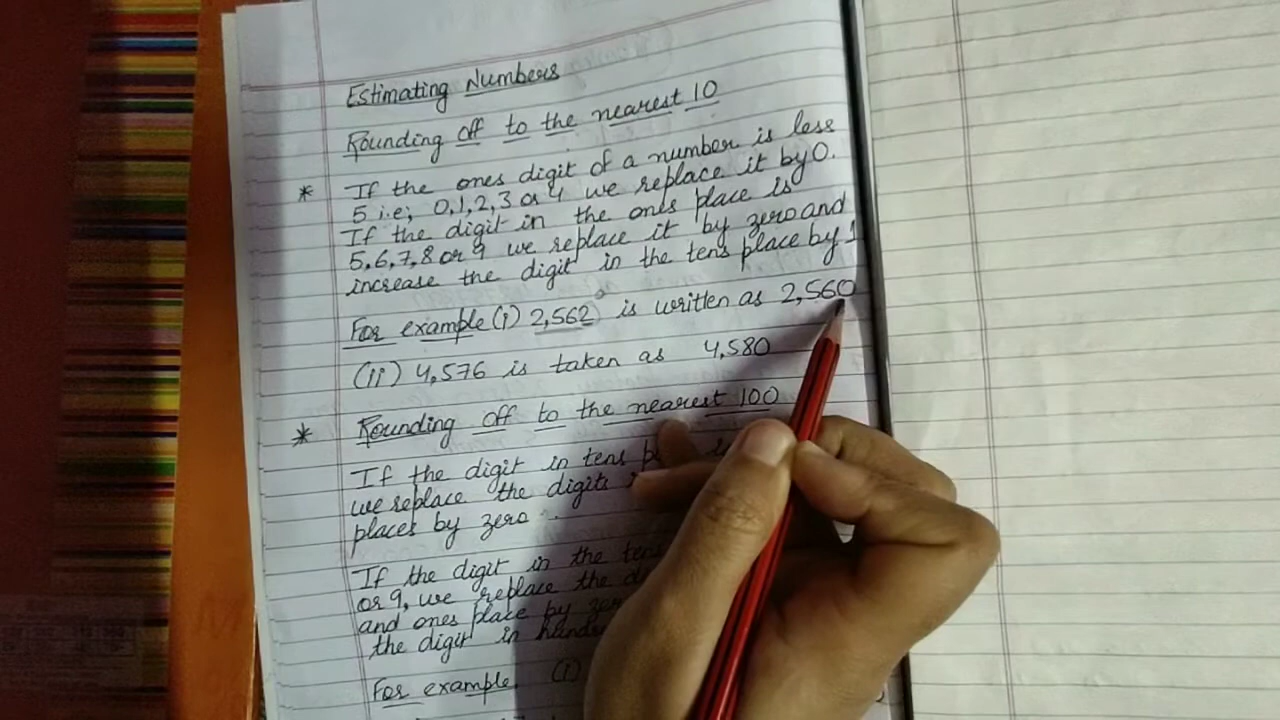 Estimating Numbers
Rounding off to the nearest 10
* If the ones digit of a number is less
5 i.e; 0,1,2,3 or 4 we replace it by 0.
If the digit in the ones place is
5,6,7,8 or 9 we replace it by zero and
increase the digit in the tens place by 1
For example (i) 2,562 is written as 2,560
(ii) 4,576 is taken as 4,580
* Rounding off to the nearest 100
If the digit in tens
we replace the digits
places by zero.
If the digit in the tens
or 9, we replace the
and ones place by
the digit in
For example (i)